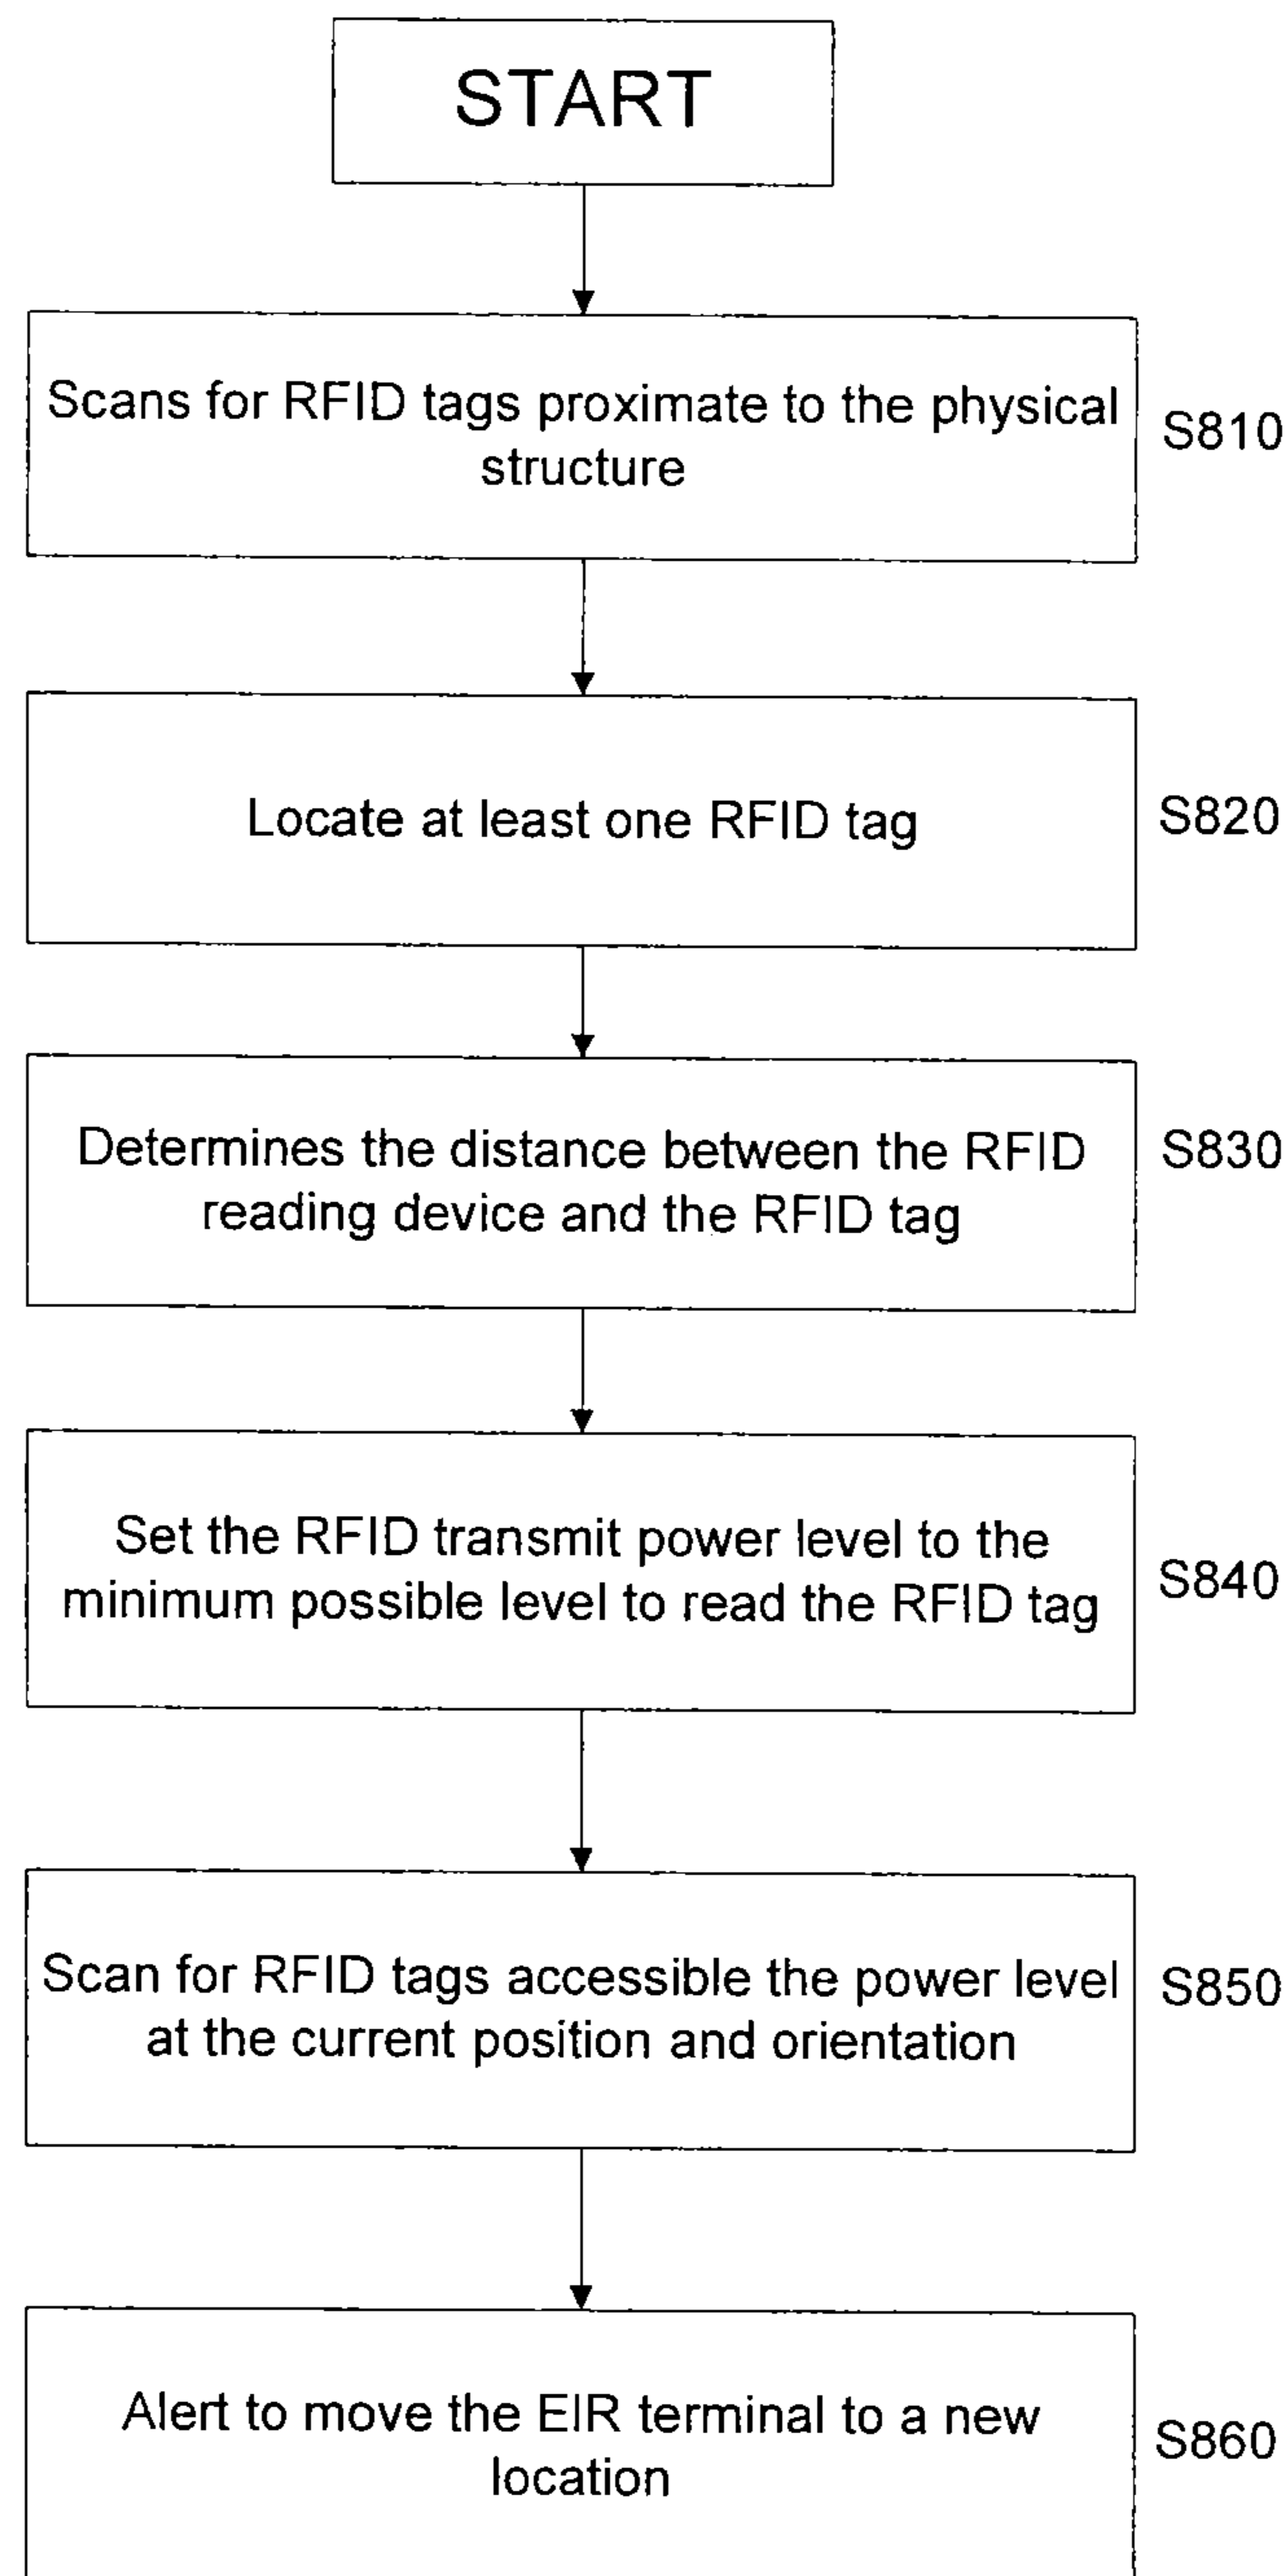 START
Scans for RFID tags proximate to the physical
structure
S810
Locate at least one RFID tag
S820
Determines the distance between the RFID
reading device and the RFID tag
S830
Set the RFID transmit power level to the
minimum possible level to read the RFID tag
S840
Scan for RFID tags accessible the power level
at the current position and orientation
S850
Alert to move the EIR terminal to a new
location
S860